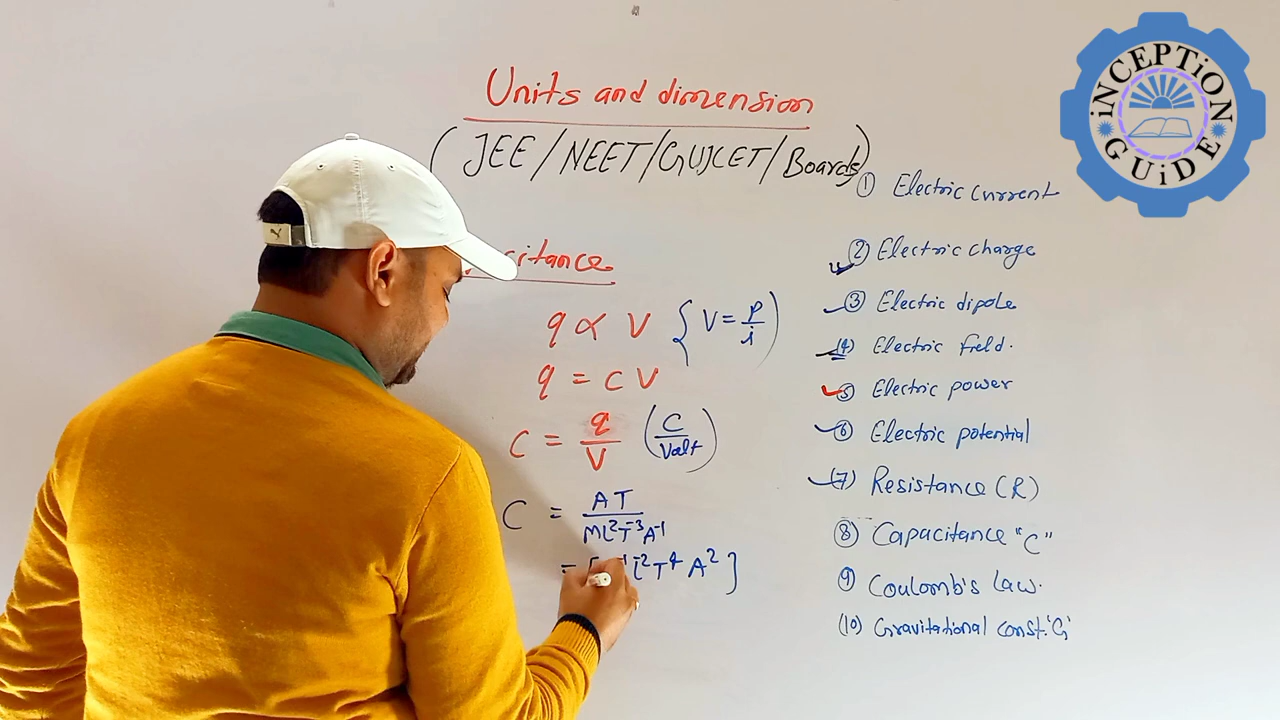 Units and dimension
(JEE/NEET/GUJCET/Boards)
q ∝ V { V = P/i )
q = C V
C = q/V (C/Volt)
C = AT/ML²T⁻³A⁻¹
L⁻²T⁴A²]
① Electric current
② Electric charge
③ Electric dipole
(4) Electric field.
5 Electric power
⑥ Electric potential
(7) Resistance (R)
⑧ Capacitance "C"
⑨ Coulomb's law.
(10) Gravitational const. 'G'
iNCEPTiON
GUiDE